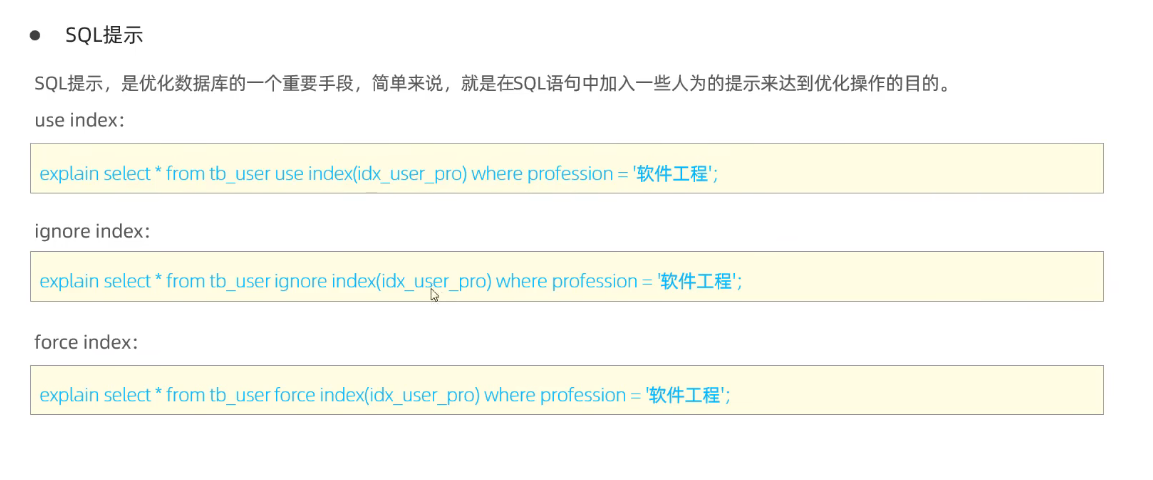 SQL提示
SQL提示，是优化数据库的一个重要手段，简单来说，就是在SQL语句中加入一些人为的提示来达到优化操作的目的。
use index：
explain select * from tb_user use index(idx_user_pro) where profession = '软件工程';
ignore index：
explain select * from tb_user ignore index(idx_user_pro) where profession = '软件工程';
force index：
explain select * from tb_user force index(idx_user_pro) where profession = '软件工程';